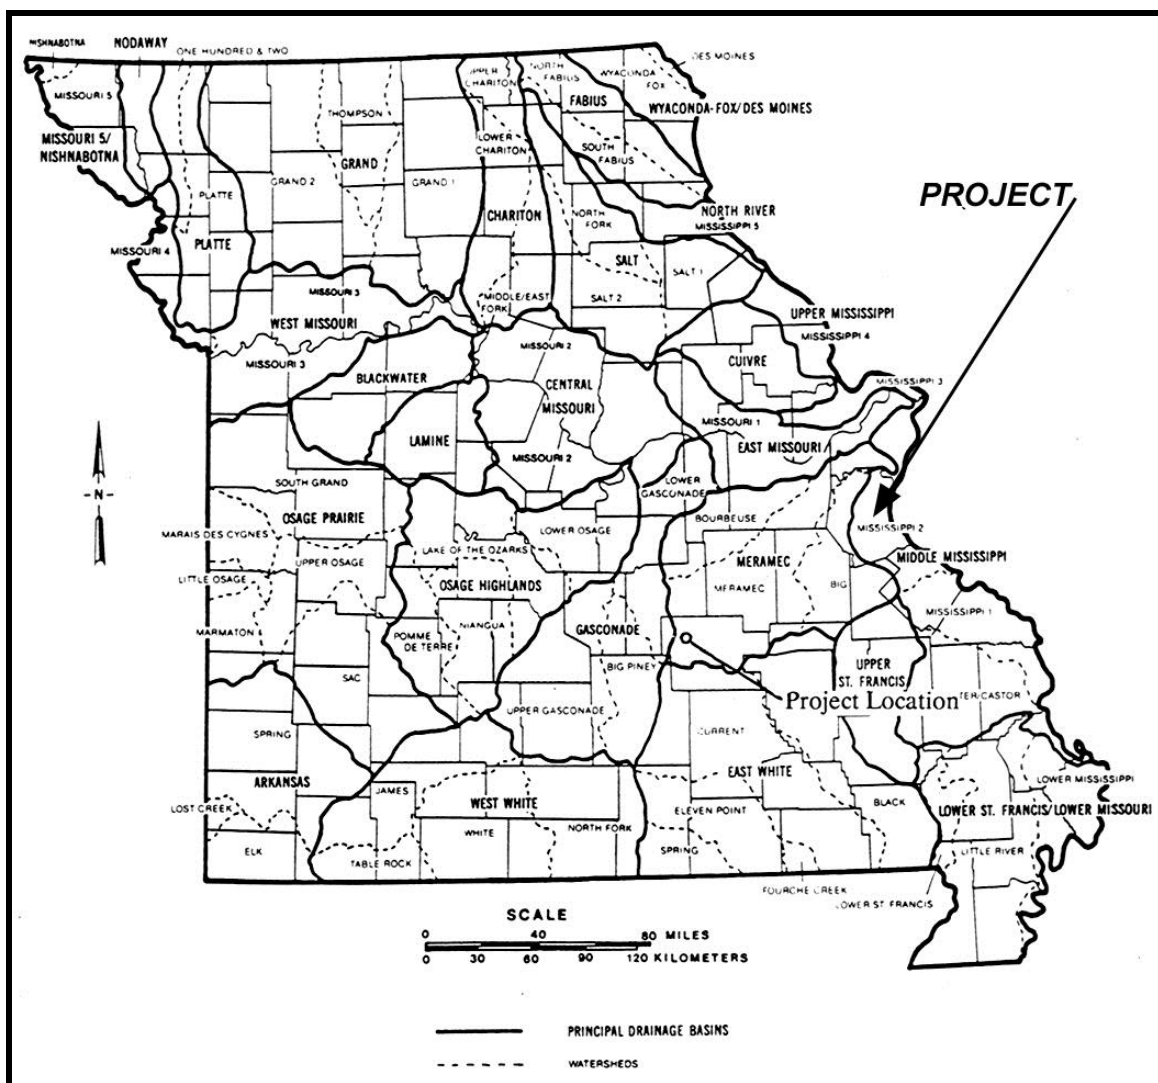 NISHNABOTNA
NODAWAY
ONE HUNDRED & TWO
UPPER
CHARITON
NORTH
FABIUS
DES MOINES
WYACONDA
FOX
MISSOURI 5
THOMPSON
FABIUS
WYACONDA-FOX/DES MOINES
MISSOURI 5/
NISHNABOTNA
GRAND
LOWER
CHARITON
SOUTH
FABIUS
PLATTE
GRAND 2
GRAND 1
PROJECT
CHARITON
NORTH
FORK
NORTH RIVER
MISSISSIPPI 5
MISSOURI 4
PLATTE
SALT
SALT 1
MISSOURI 3
MIDDLE/EAST
FORK
SALT 2
WEST MISSOURI
UPPER MISSISSIPPI
MISSISSIPPI 4
MISSOURI 3
MISSOURI 2
CUIVRE
BLACKWATER
CENTRAL
MISSOURI
MISSISSIPPI 3
MISSOURI 1
LAMINE
EAST MISSOURI
MISSOURI 2
SOUTH GRAND
LOWER
GASCONADE
-N-
OSAGE PRAIRIE
BOURBEUSE
MARAIS DES CYGNES
LOWER OSAGE
MISSISSIPPI 2
LAKE OF THE OZARKS
UPPER OSAGE
MERAMEC
MIDDLE MISSISSIPPI
LITTLE OSAGE
OSAGE HIGHLANDS
MERAMEC
BIG
MISSISSIPPI 1
MARMATON
NIANGUA
GASCONADE
POMME
DE TERRE
BIG PINEY
UPPER
ST. FRANCIS
SAC
Project Location
TER/CASTOR
UPPER GASCONADE
SPRING
CURRENT
ARKANSAS
JAMES
EAST WHITE
LOWER MISSISSIPPI
LOST CREEK
WEST WHITE
ELEVEN POINT
BLACK
LOWER ST. FRANCIS/LOWER MISSOURI
WHITE
NORTH FORK
ELK
TABLE ROCK
SPRING
LITTLE RIVER
FOURCHE CREEK
LOWER ST. FRANCIS
SCALE
0 40 80 MILES
0 30 60 90 120 KILOMETERS
PRINCIPAL DRAINAGE BASINS
WATERSHEDS